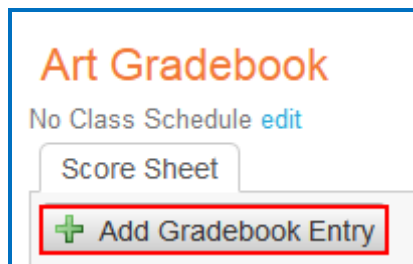 Art Gradebook
No Class Schedule edit
Score Sheet
Add Gradebook Entry